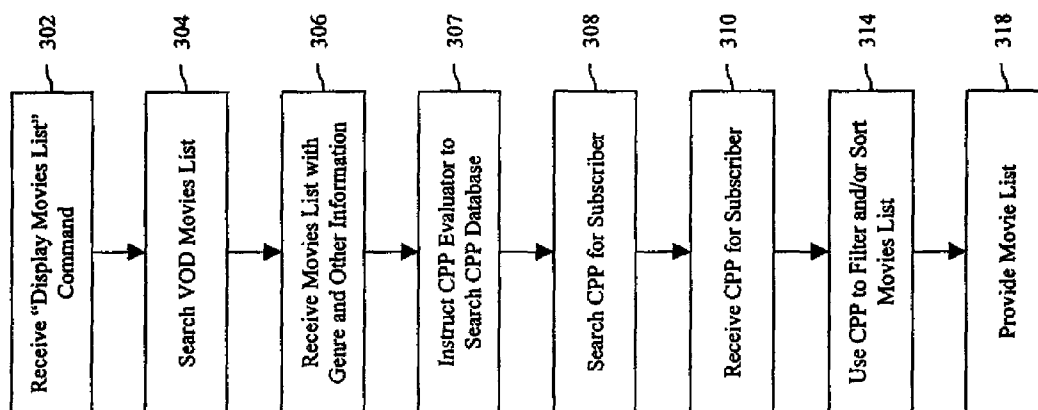 302
Receive "Display Movies List"
Command
304
Search VOD Movies List
306
Receive Movies List with
Genre and Other Information
307
Instruct CPP Evaluator to
Search CPP Database
308
Search CPP for Subscriber
310
Receive CPP for Subscriber
314
Use CPP to Filter and/or Sort
Movies List
318
Provide Movie List